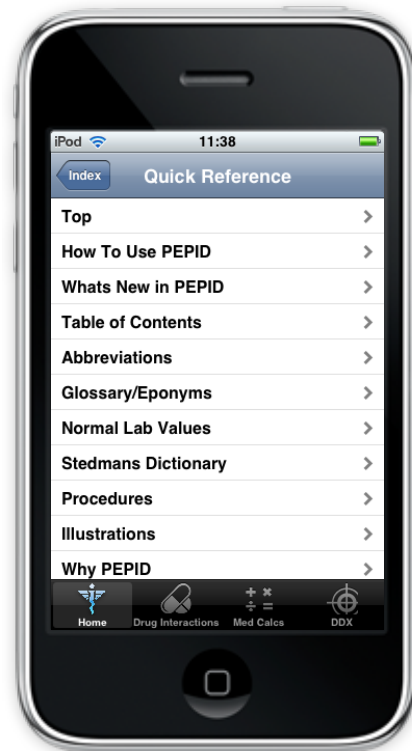 iPod 11:38
Index Quick Reference
Top
How To Use PEPID
Whats New in PEPID
Table of Contents
Abbreviations
Glossary/Eponyms
Normal Lab Values
Stedmans Dictionary
Procedures
Illustrations
Why PEPID
Home Drug Interactions Med Calcs DDX